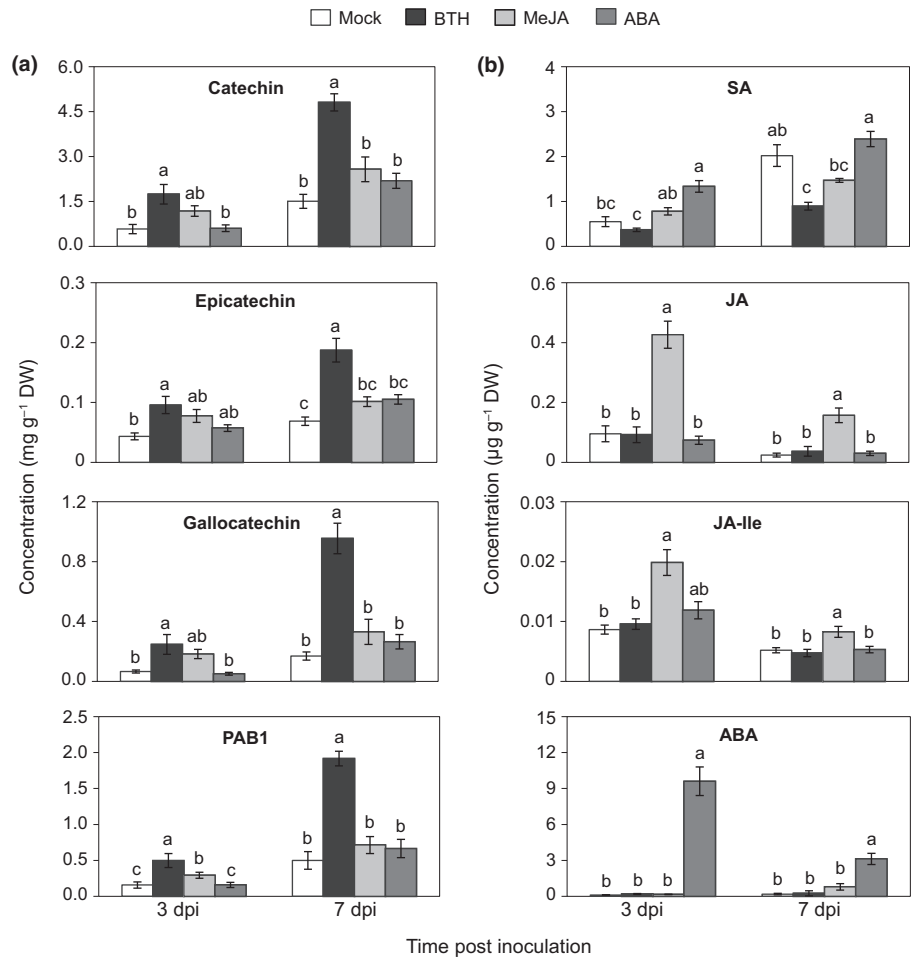 Mock BTH MeJA ABA
(a)
Concentration (mg g⁻¹ DW)
6.0
4.5
3.0
1.5
0.0
Catechin
b a ab b
b a b b
0.3
0.2
0.1
0
Epicatechin
b a ab ab
c a bc bc
1.2
0.8
0.4
0.0
Gallocatechin
b a ab b
b a b b
2.5
2.0
1.5
1.0
0.5
0.0
PAB1
c a b c
b a b b
3 dpi 7 dpi
(b)
Concentration (µg g⁻¹ DW)
4
3
2
2
1
0
SA
bc c ab a
ab c bc a
0.6
0.4
0.2
0
JA
b b a b
b b a b
0.03
0.02
0.01
0
JA-Ile
b b a ab
b b a b
15
12
9
6
3
0
ABA
b b b a
b b b a
3 dpi 7 dpi
Time post inoculation